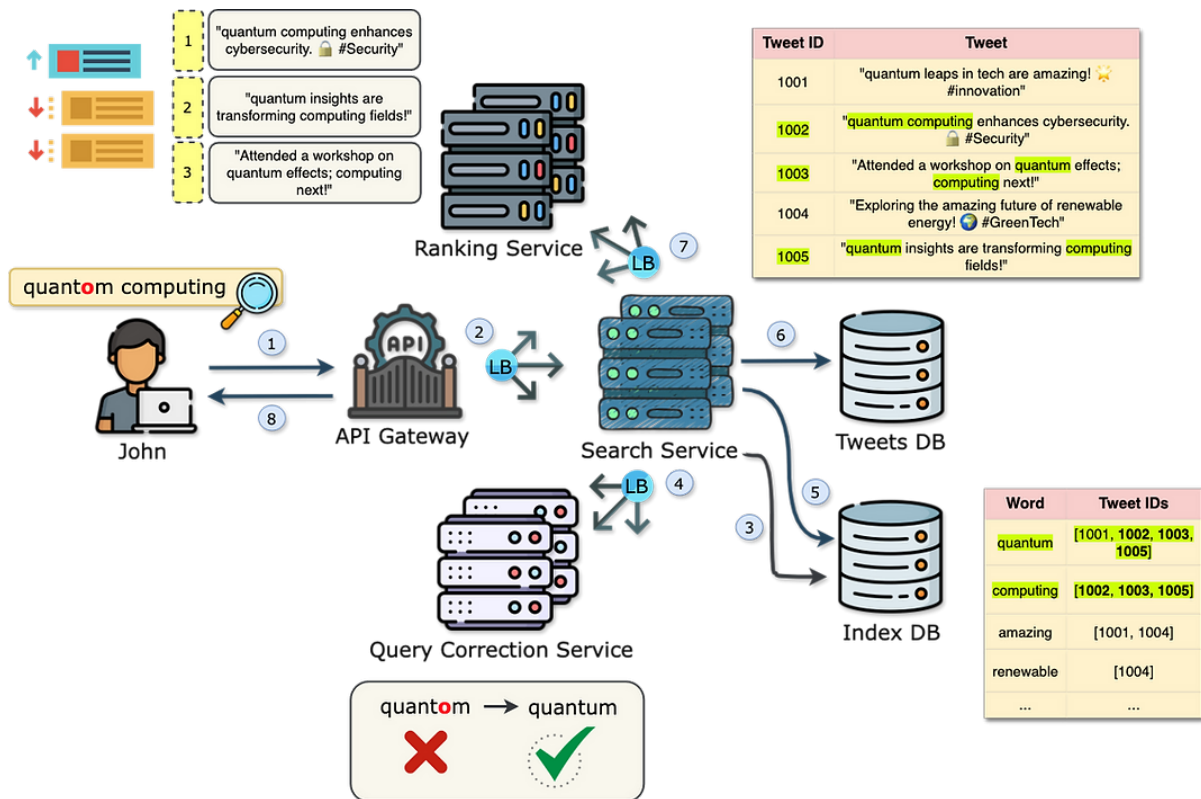 1
"quantum computing enhances
cybersecurity. 🔒 #Security"
2
"quantum insights are
transforming computing fields!"
3
"Attended a workshop on
quantum effects; computing
next!"
Ranking Service
LB
7
Tweet ID Tweet
1001 "quantum leaps in tech are amazing! 🌟
#innovation"
1002 "quantum computing enhances cybersecurity.
🔒 #Security"
1003 "Attended a workshop on quantum effects;
computing next!"
1004 "Exploring the amazing future of renewable
energy! 🌍 #GreenTech"
1005 "quantum insights are transforming computing
fields!"
quantom computing
John
1
8
API
API Gateway
2
LB
Search Service
6
Tweets DB
LB
4
5
3
Index DB
Query Correction Service
quantom quantum
Word Tweet IDs
quantum [1001, 1002, 1003,
1005]
computing [1002, 1003, 1005]
amazing [1001, 1004]
renewable [1004]
... ...